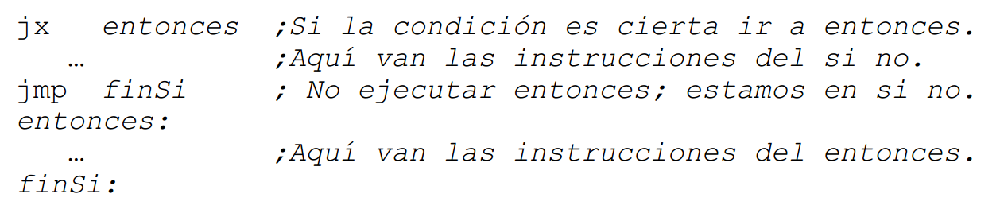 jx entonces ;Si la condición es cierta ir a entonces.
… ;Aquí van las instrucciones del si no.
jmp finSi ; No ejecutar entonces; estamos en si no.
entonces:
… ;Aquí van las instrucciones del entonces.
finSi: